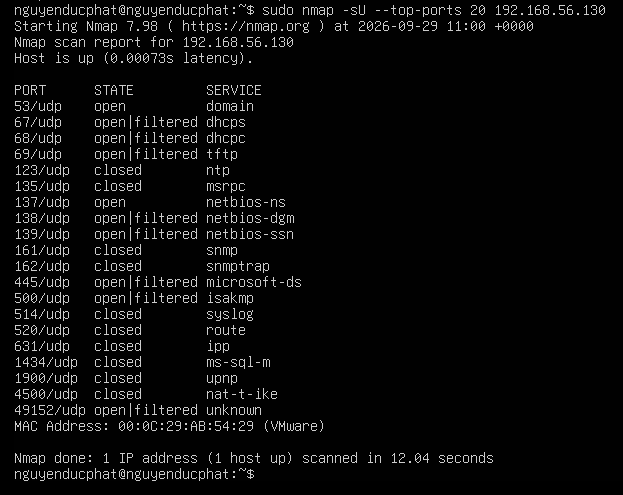 nguyenducphat@nguyenducphat:~$ sudo nmap -sU --top-ports 20 192.168.56.130
Starting Nmap 7.98 ( https://nmap.org ) at 2026-09-29 11:00 +0000
Nmap scan report for 192.168.56.130
Host is up (0.00073s latency).

PORT      STATE         SERVICE
53/udp    open          domain
67/udp    open|filtered dhcps
68/udp    open|filtered dhcpc
69/udp    open|filtered tftp
123/udp   closed        ntp
135/udp   closed        msrpc
137/udp   open          netbios-ns
138/udp   open|filtered netbios-dgm
139/udp   open|filtered netbios-ssn
161/udp   closed        snmp
162/udp   closed        snmptrap
445/udp   open|filtered microsoft-ds
500/udp   open|filtered isakmp
514/udp   closed        syslog
520/udp   closed        route
631/udp   closed        ipp
1434/udp  closed        ms-sql-m
1900/udp  closed        upnp
4500/udp  closed        nat-t-ike
49152/udp open|filtered unknown
MAC Address: 00:0C:29:AB:54:29 (VMware)

Nmap done: 1 IP address (1 host up) scanned in 12.04 seconds
nguyenducphat@nguyenducphat:~$